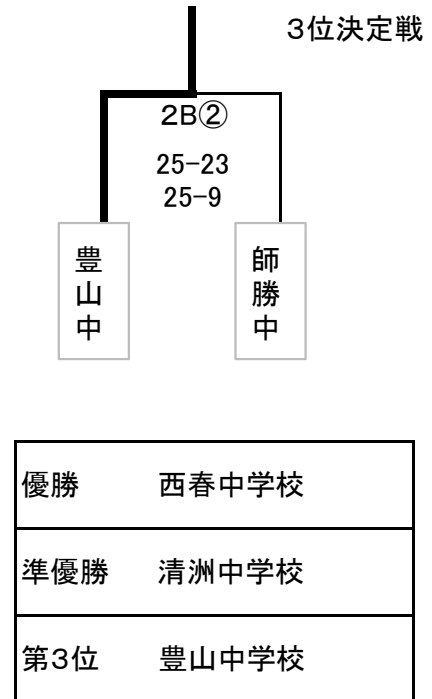 3位決定戦
2B②
25-23
25-9
豊山中
師勝中
優勝 西春中学校
準優勝 清洲中学校
第3位 豊山中学校